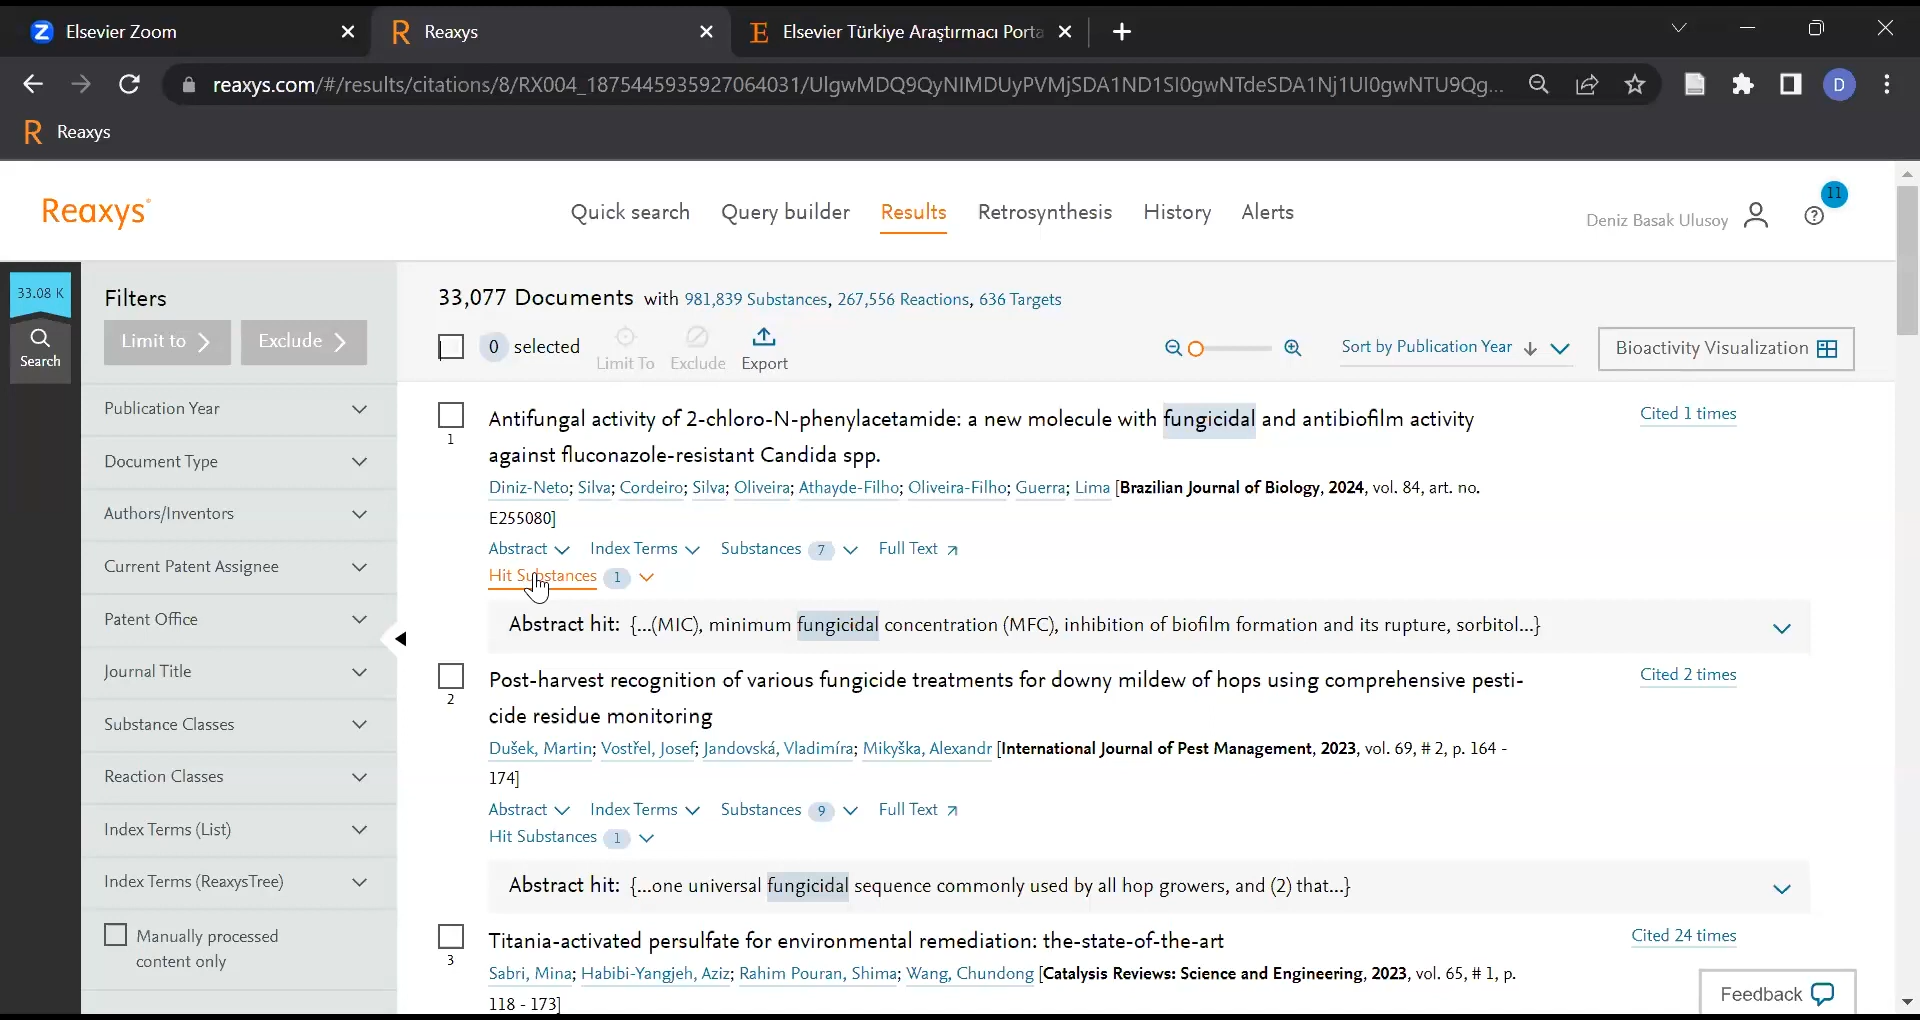 Elsevier Zoom
Reaxys
Elsevier Türkiye Araştırmacı Porta
reaxys.com/#/results/citations/8/RX004_1875445935927064031/UlgwMDQ9QyNIMDUyPVMjSDA1ND1SI0gwNTdeSDA1Nj1UI0gwNTU9Qg...
D
Reaxys
Reaxys
Quick search
Query builder
Results
Retrosynthesis
History
Alerts
Deniz Basak Ulusoy
11
33.08 K
Search
Filters
Limit to
Exclude
Publication Year
Document Type
Authors/Inventors
Current Patent Assignee
Patent Office
Journal Title
Substance Classes
Reaction Classes
Index Terms (List)
Index Terms (ReaxysTree)
Manually processed
content only
33,077 Documents with 981,839 Substances, 267,556 Reactions, 636 Targets
0 selected
Limit To
Exclude
Export
Sort by Publication Year
Bioactivity Visualization
1
Antifungal activity of 2-chloro-N-phenylacetamide: a new molecule with fungicidal and antibiofilm activity
against fluconazole-resistant Candida spp.
Cited 1 times
Diniz-Neto; Silva; Cordeiro; Silva; Oliveira; Athayde-Filho; Oliveira-Filho; Guerra; Lima [Brazilian Journal of Biology, 2024, vol. 84, art. no.
E255080]
Abstract Index Terms Substances 7 Full Text
Hit Substances 1
Abstract hit: {...(MIC), minimum fungicidal concentration (MFC), inhibition of biofilm formation and its rupture, sorbitol...}
2
Post-harvest recognition of various fungicide treatments for downy mildew of hops using comprehensive pesti-
cide residue monitoring
Cited 2 times
Dušek, Martin; Vostřel, Josef; Jandovská, Vladimíra; Mikyška, Alexandr [International Journal of Pest Management, 2023, vol. 69, # 2, p. 164 -
174]
Abstract Index Terms Substances 9 Full Text
Hit Substances 1
Abstract hit: {...one universal fungicidal sequence commonly used by all hop growers, and (2) that...}
3
Titania-activated persulfate for environmental remediation: the-state-of-the-art
Cited 24 times
Sabri, Mina; Habibi-Yangjeh, Aziz; Rahim Pouran, Shima; Wang, Chundong [Catalysis Reviews: Science and Engineering, 2023, vol. 65, # 1, p.
118 - 173]
Feedback